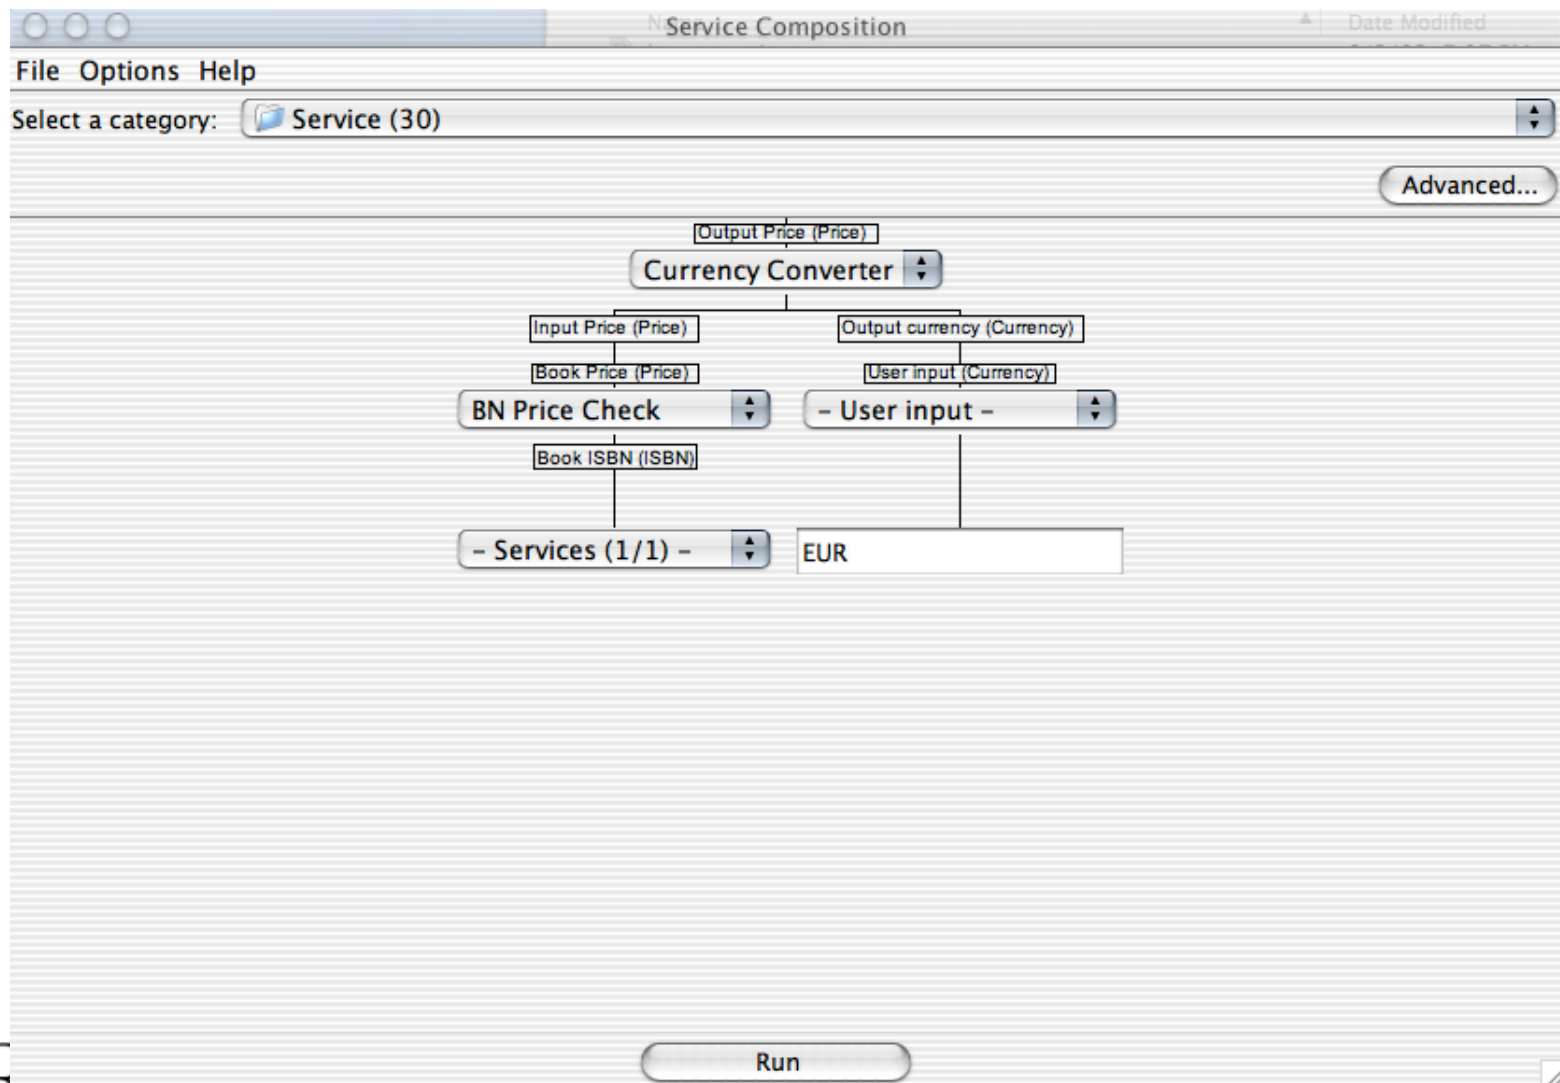 Service Composition
Date Modified
File Options Help
Select a category: Service (30)
Advanced...
Output Price (Price)
Currency Converter
Input Price (Price) Output currency (Currency)
Book Price (Price) User input (Currency)
BN Price Check – User input –
Book ISBN (ISBN)
– Services (1/1) – EUR
Run